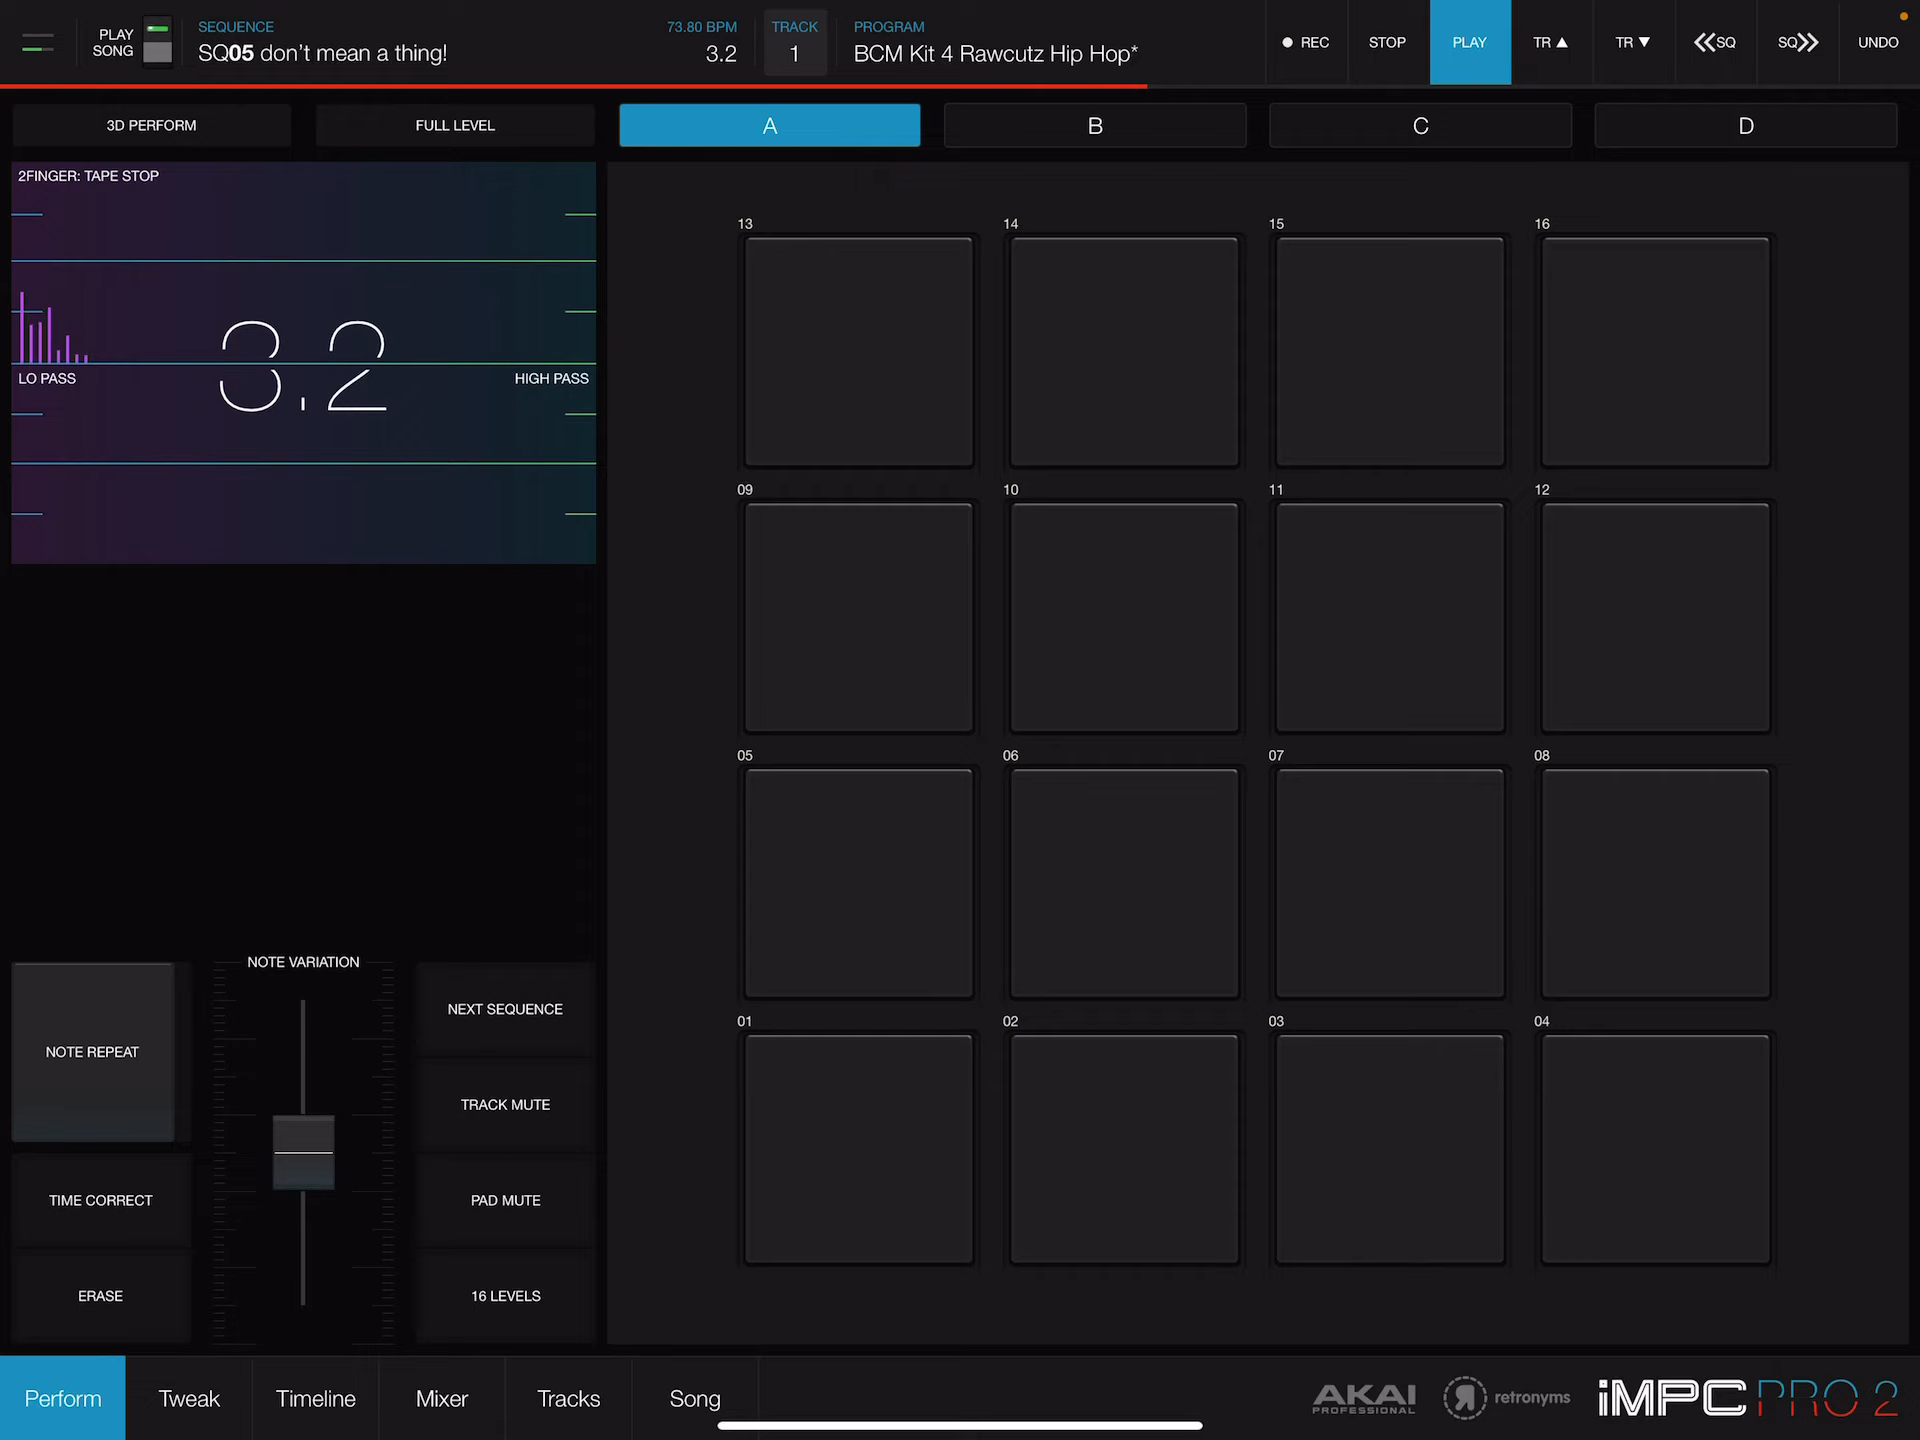 PLAY
SONG
SEQUENCE
SQ05 don't mean a thing!
73.80 BPM
3.2
TRACK
1
PROGRAM
BCM Kit 4 Rawcutz Hip Hop*
REC
STOP
PLAY
TR▲
TR▼
SQ
SQ
UNDO
3D PERFORM
FULL LEVEL
A
B
C
D
2FINGER: TAPE STOP
3.2
LO PASS
HIGH PASS
13
14
15
16
09
10
11
12
05
06
07
08
01
02
03
04
NOTE VARIATION
NOTE REPEAT
NEXT SEQUENCE
TRACK MUTE
TIME CORRECT
PAD MUTE
ERASE
16 LEVELS
Perform
Tweak
Timeline
Mixer
Tracks
Song
AKAI
PROFESSIONAL
retronyms
iMPC PRO 2